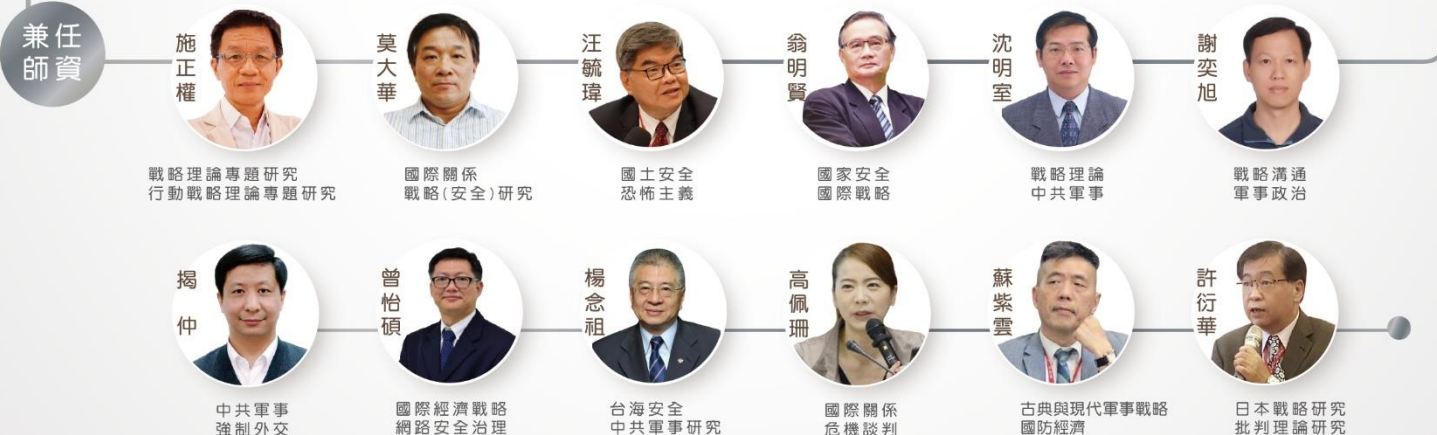 兼任
師資
施正權
戰略理論專題研究
行動戰略理論專題研究
莫大華
國際關係
戰略(安全)研究
汪毓瑋
國土安全
恐怖主義
翁明賢
國家安全
國際戰略
沈明室
戰略理論
中共軍事
謝奕旭
戰略溝通
軍事政治
揭仲
中共軍事
強制外交
曾怡碩
國際經濟戰略
網路安全治理
楊念祖
台海安全
中共軍事研究
高佩珊
國際關係
危機談判
蘇紫雲
古典與現代軍事戰略
國防經濟
許衍華
日本戰略研究
批判理論研究